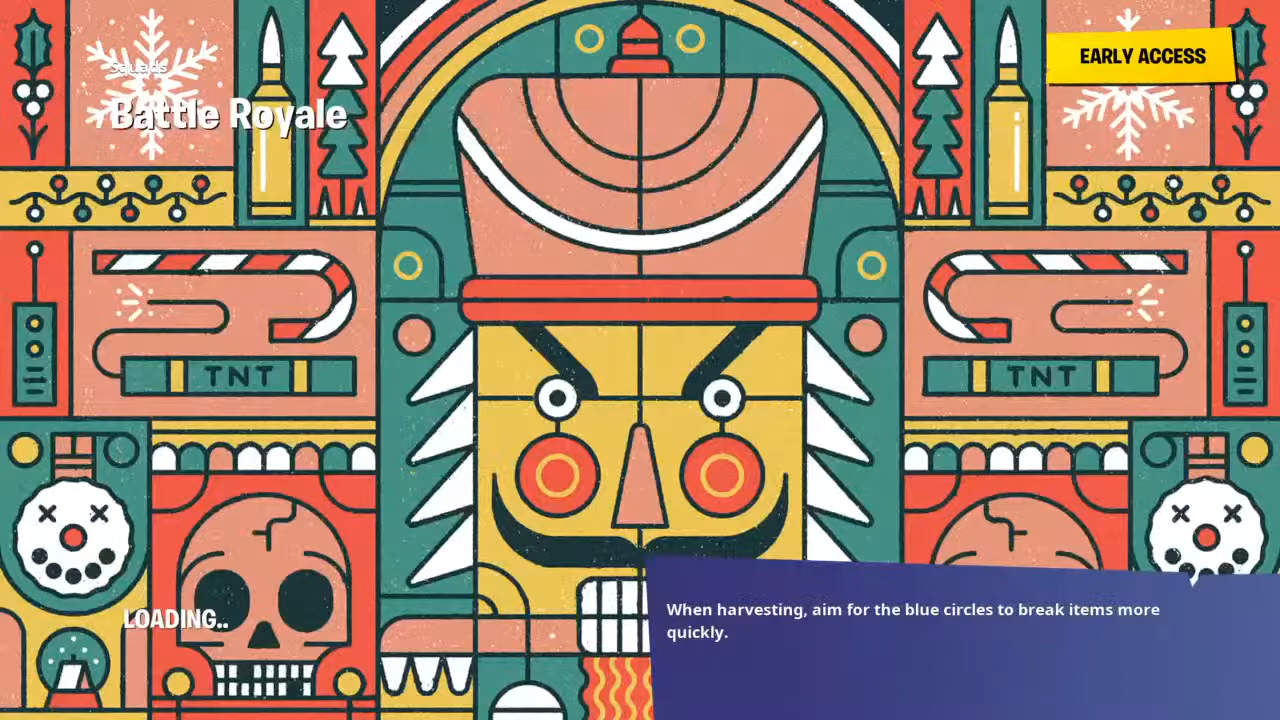 Squads
Battle Royale
EARLY ACCESS
TNT
TNT
LOADING..
When harvesting, aim for the blue circles to break items more
quickly.